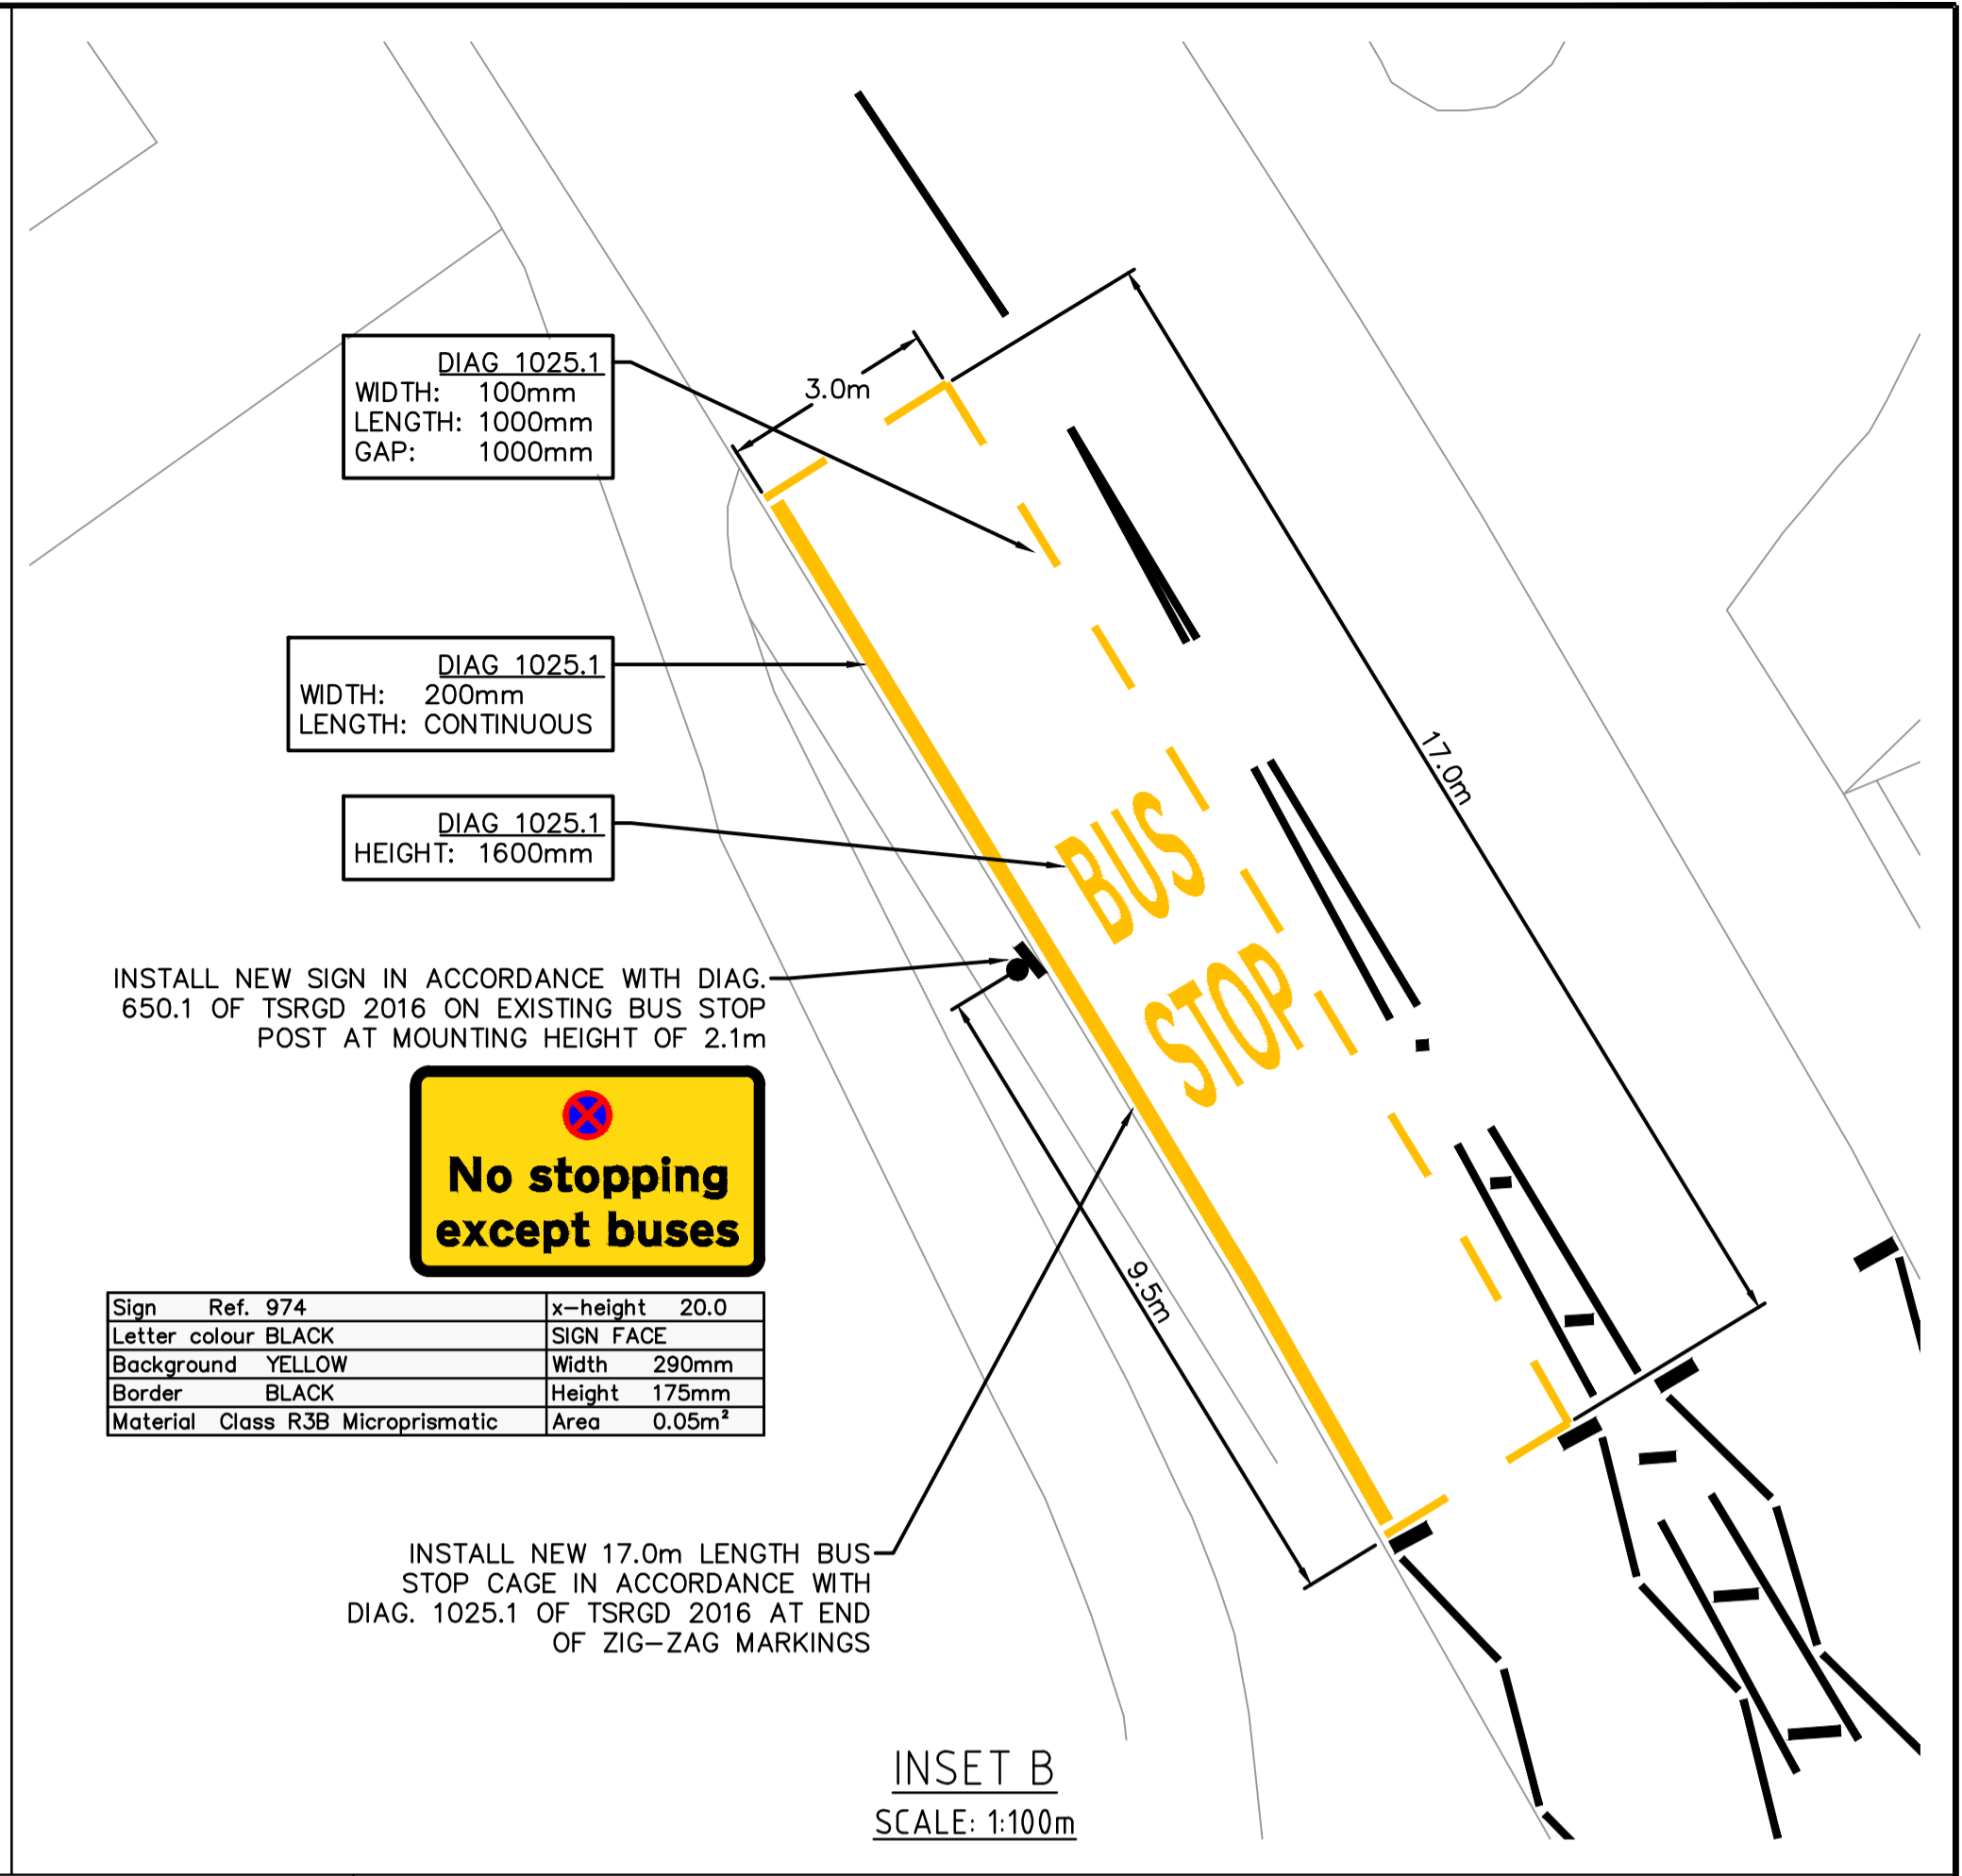 3.0m
DIAG 1025.1
WIDTH: 100mm
LENGTH: 1000mm
GAP: 1000mm
DIAG 1025.1
WIDTH: 200mm
LENGTH: CONTINUOUS
17.0m
DIAG 1025.1
HEIGHT: 1600mm
BUS
STOP
INSTALL NEW SIGN IN ACCORDANCE WITH DIAG.
650.1 OF TSRGD 2016 ON EXISTING BUS STOP
POST AT MOUNTING HEIGHT OF 2.1m
No stopping
except buses
9.5m
Sign Ref. 974 x-height 20.0
Letter colour BLACK SIGN FACE
Background YELLOW Width 290mm
Border BLACK Height 175mm
Material Class R3B Microprismatic Area 0.05m²
INSTALL NEW 17.0m LENGTH BUS
STOP CAGE IN ACCORDANCE WITH
DIAG. 1025.1 OF TSRGD 2016 AT END
OF ZIG-ZAG MARKINGS
INSET B
SCALE: 1:100m